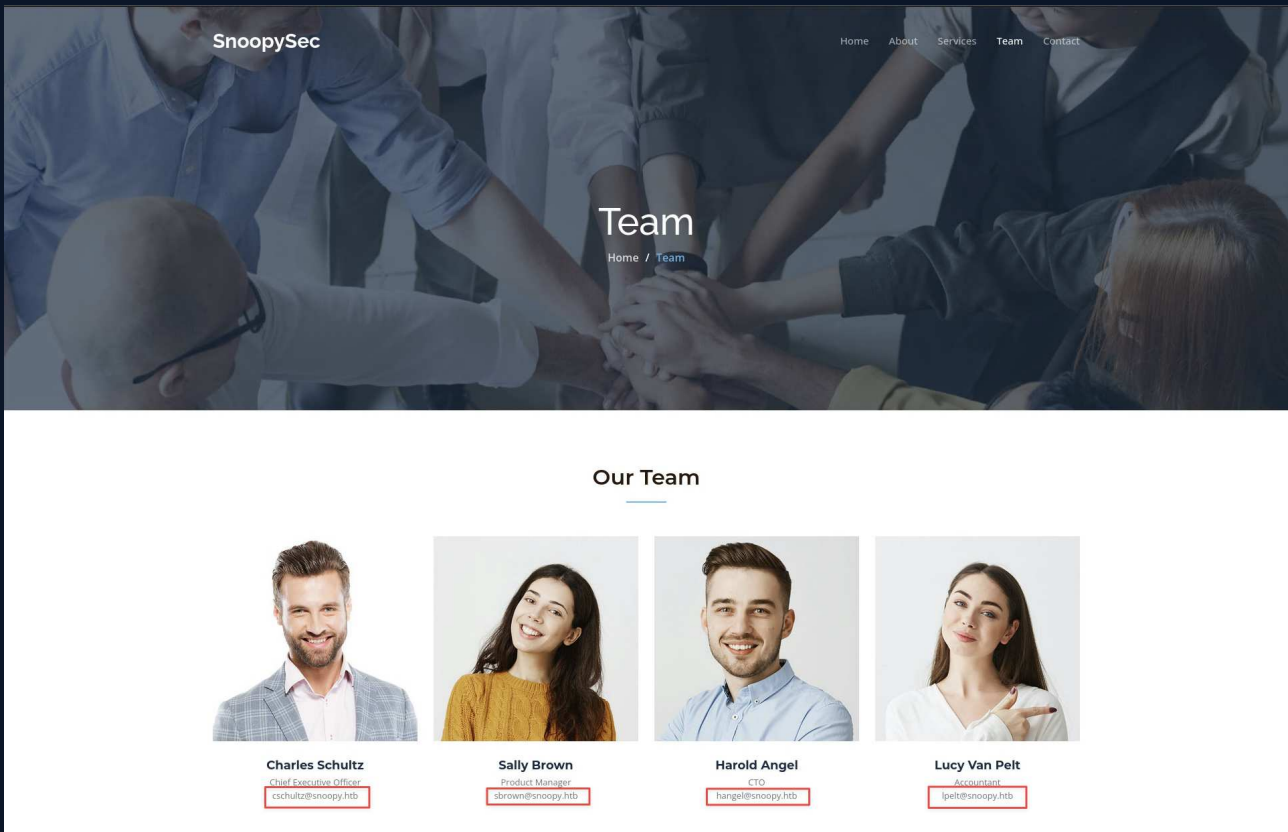 SnoopySec
Home About Services Team Contact
Team
Home / Team
Our Team
Charles Schultz
Chief Executive Officer
cschultz@snoopy.htb
Sally Brown
Product Manager
sbrown@snoopy.htb
Harold Angel
CTO
hangel@snoopy.htb
Lucy Van Pelt
Accountant
lpelt@snoopy.htb